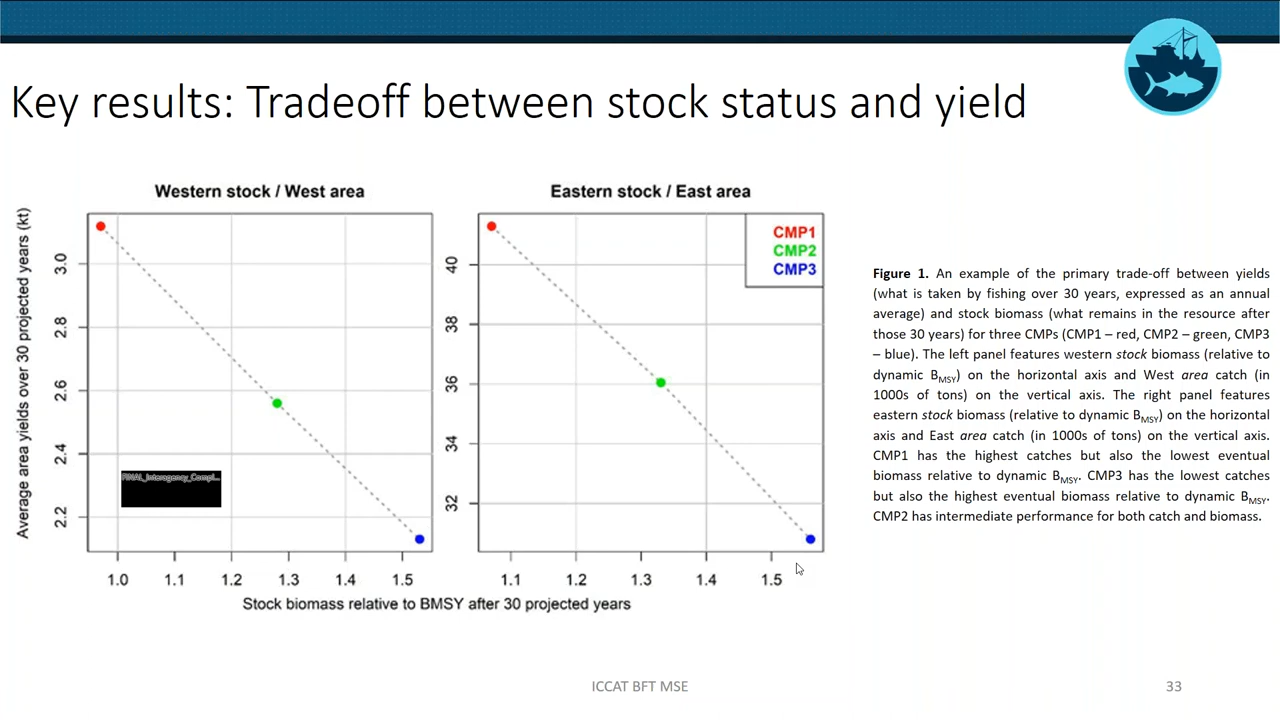 Key results: Tradeoff between stock status and yield
Western stock / West area
Eastern stock / East area
Average area yields over 30 projected years (kt)
3.0
2.8
2.6
2.4
2.2
1.0 1.1 1.2 1.3 1.4 1.5
40
38
36
34
32
1.1 1.2 1.3 1.4 1.5
CMP1
CMP2
CMP3
FINAL_Interagency_Compl...
Stock biomass relative to BMSY after 30 projected years
Figure 1. An example of the primary trade-off between yields
(what is taken by fishing over 30 years, expressed as an annual
average) and stock biomass (what remains in the resource after
those 30 years) for three CMPs (CMP1 – red, CMP2 – green, CMP3
– blue). The left panel features western stock biomass (relative to
dynamic BMSY) on the horizontal axis and West area catch (in
1000s of tons) on the vertical axis. The right panel features
eastern stock biomass (relative to dynamic BMSY) on the horizontal
axis and East area catch (in 1000s of tons) on the vertical axis.
CMP1 has the highest catches but also the lowest eventual
biomass relative to dynamic BMSY. CMP3 has the lowest catches
but also the highest eventual biomass relative to dynamic BMSY.
CMP2 has intermediate performance for both catch and biomass.
ICCAT BFT MSE
33